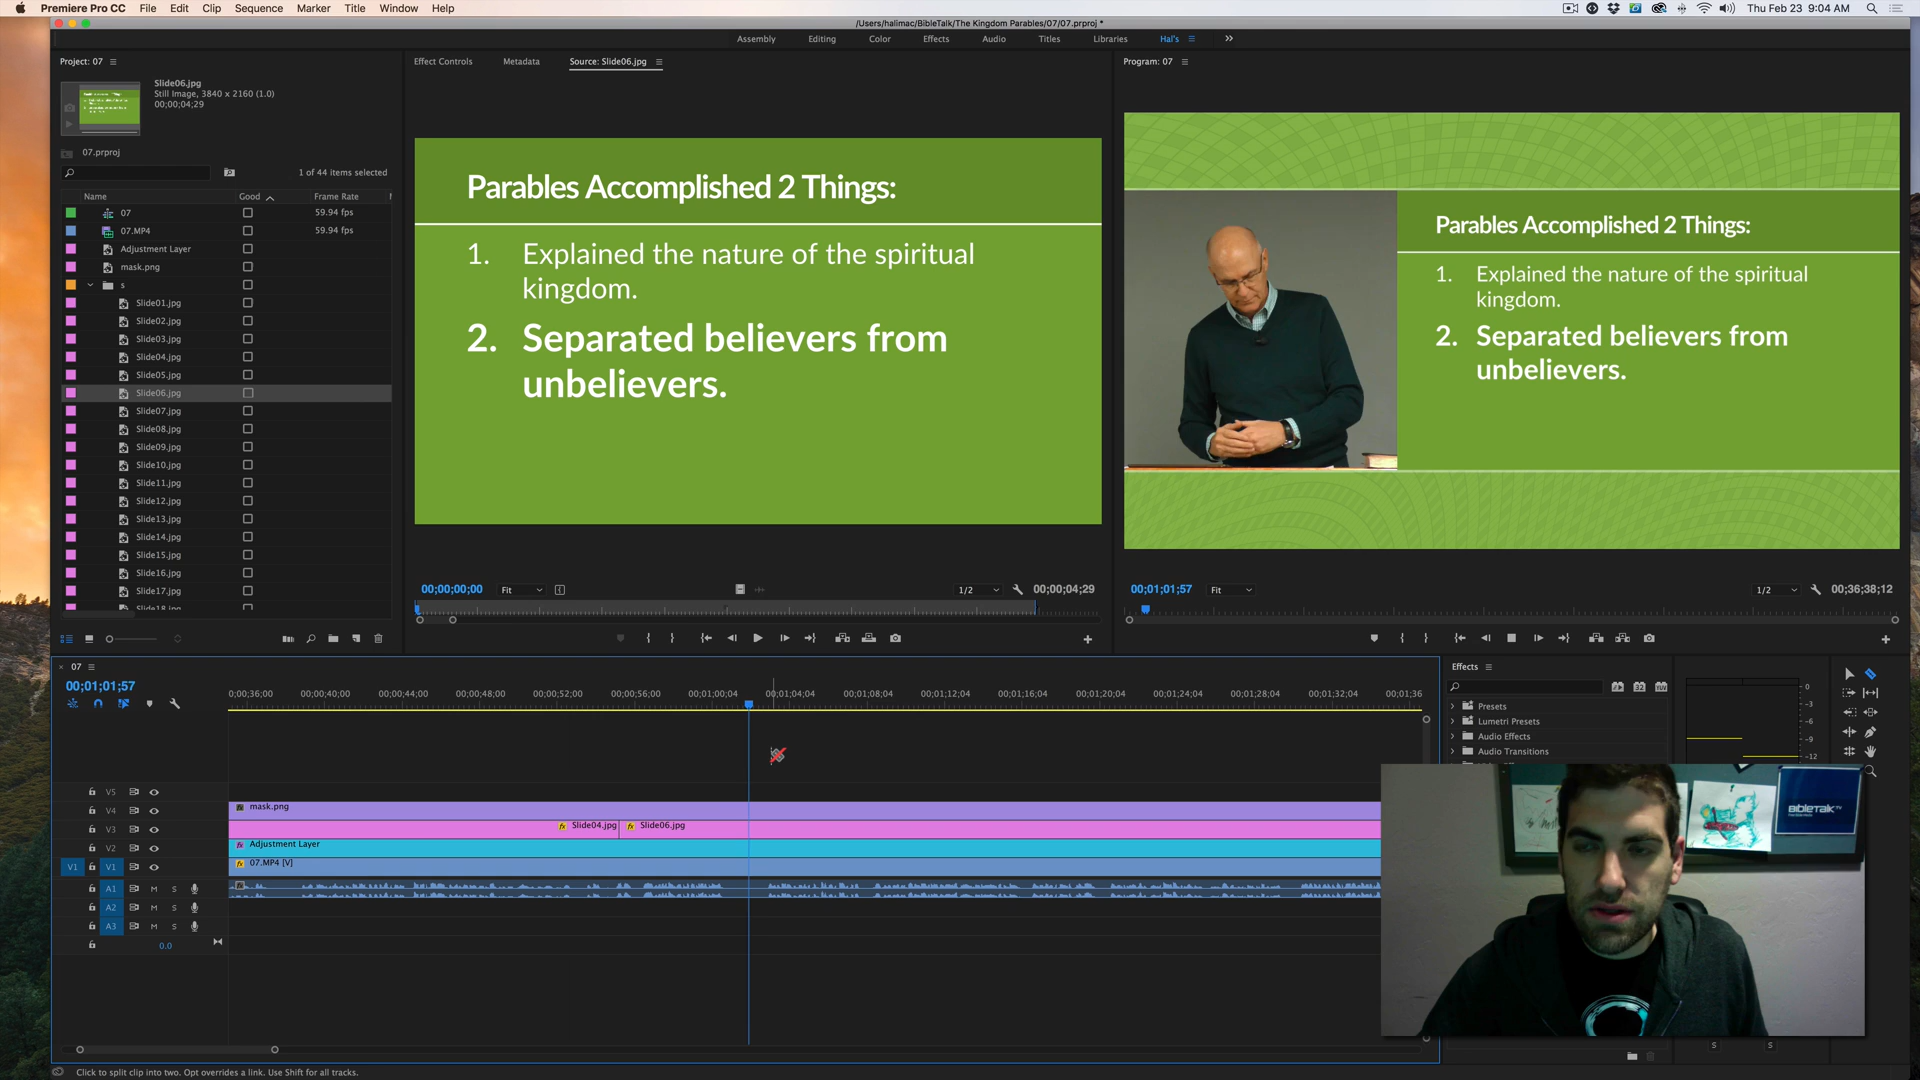 Premiere Pro CC File Edit Clip Sequence Marker Title Window Help
Thu Feb 23 9:04 AM
/Users/halimac/BibleTalk/The Kingdom Parables/07/07.prproj *
Assembly Editing Color Effects Audio Titles Libraries Hal's
Project: 07
Slide06.jpg
Still Image, 3840 x 2160 (1.0)
00;00;04;29
07.prproj
1 of 44 items selected
Name Good Frame Rate
07 59.94 fps
07.MP4 59.94 fps
Adjustment Layer
mask.png
s
Slide01.jpg
Slide02.jpg
Slide03.jpg
Slide04.jpg
Slide05.jpg
Slide06.jpg
Slide07.jpg
Slide08.jpg
Slide09.jpg
Slide10.jpg
Slide11.jpg
Slide12.jpg
Slide13.jpg
Slide14.jpg
Slide15.jpg
Slide16.jpg
Slide17.jpg
Slide18.jpg
Effect Controls Metadata Source: Slide06.jpg
Parables Accomplished 2 Things:
1. Explained the nature of the spiritual
kingdom.
2. Separated believers from
unbelievers.
00;00;00;00 Fit 1/2 00;00;04;29
Program: 07
Parables Accomplished 2 Things:
1. Explained the nature of the spiritual
kingdom.
2. Separated believers from
unbelievers.
00;01;01;57 Fit 1/2 00;36;38;12
07
00;01;01;57
0;00;36;00 00;00;40;00 00;00;44;00 00;00;48;00 00;00;52;00 00;00;56;00 00;01;00;04 00;01;04;04 00;01;08;04 00;01;12;04 00;01;16;04 00;01;20;04 00;01;24;04 00;01;28;04 00;01;32;04 00;01;36
V5
V4 mask.png
V3 fx Slide04.jpg fx Slide06.jpg
V2 Adjustment Layer
V1 V1 fx 07.MP4 [V]
A1 M S
A2 M S
A3 M S
0.0
Effects
32 YUV
Presets
Lumetri Presets
Audio Effects
Audio Transitions
0
-3
-6
-9
-12
BIBLETALK TV
S S
Click to split clip into two. Opt overrides a link. Use Shift for all tracks.